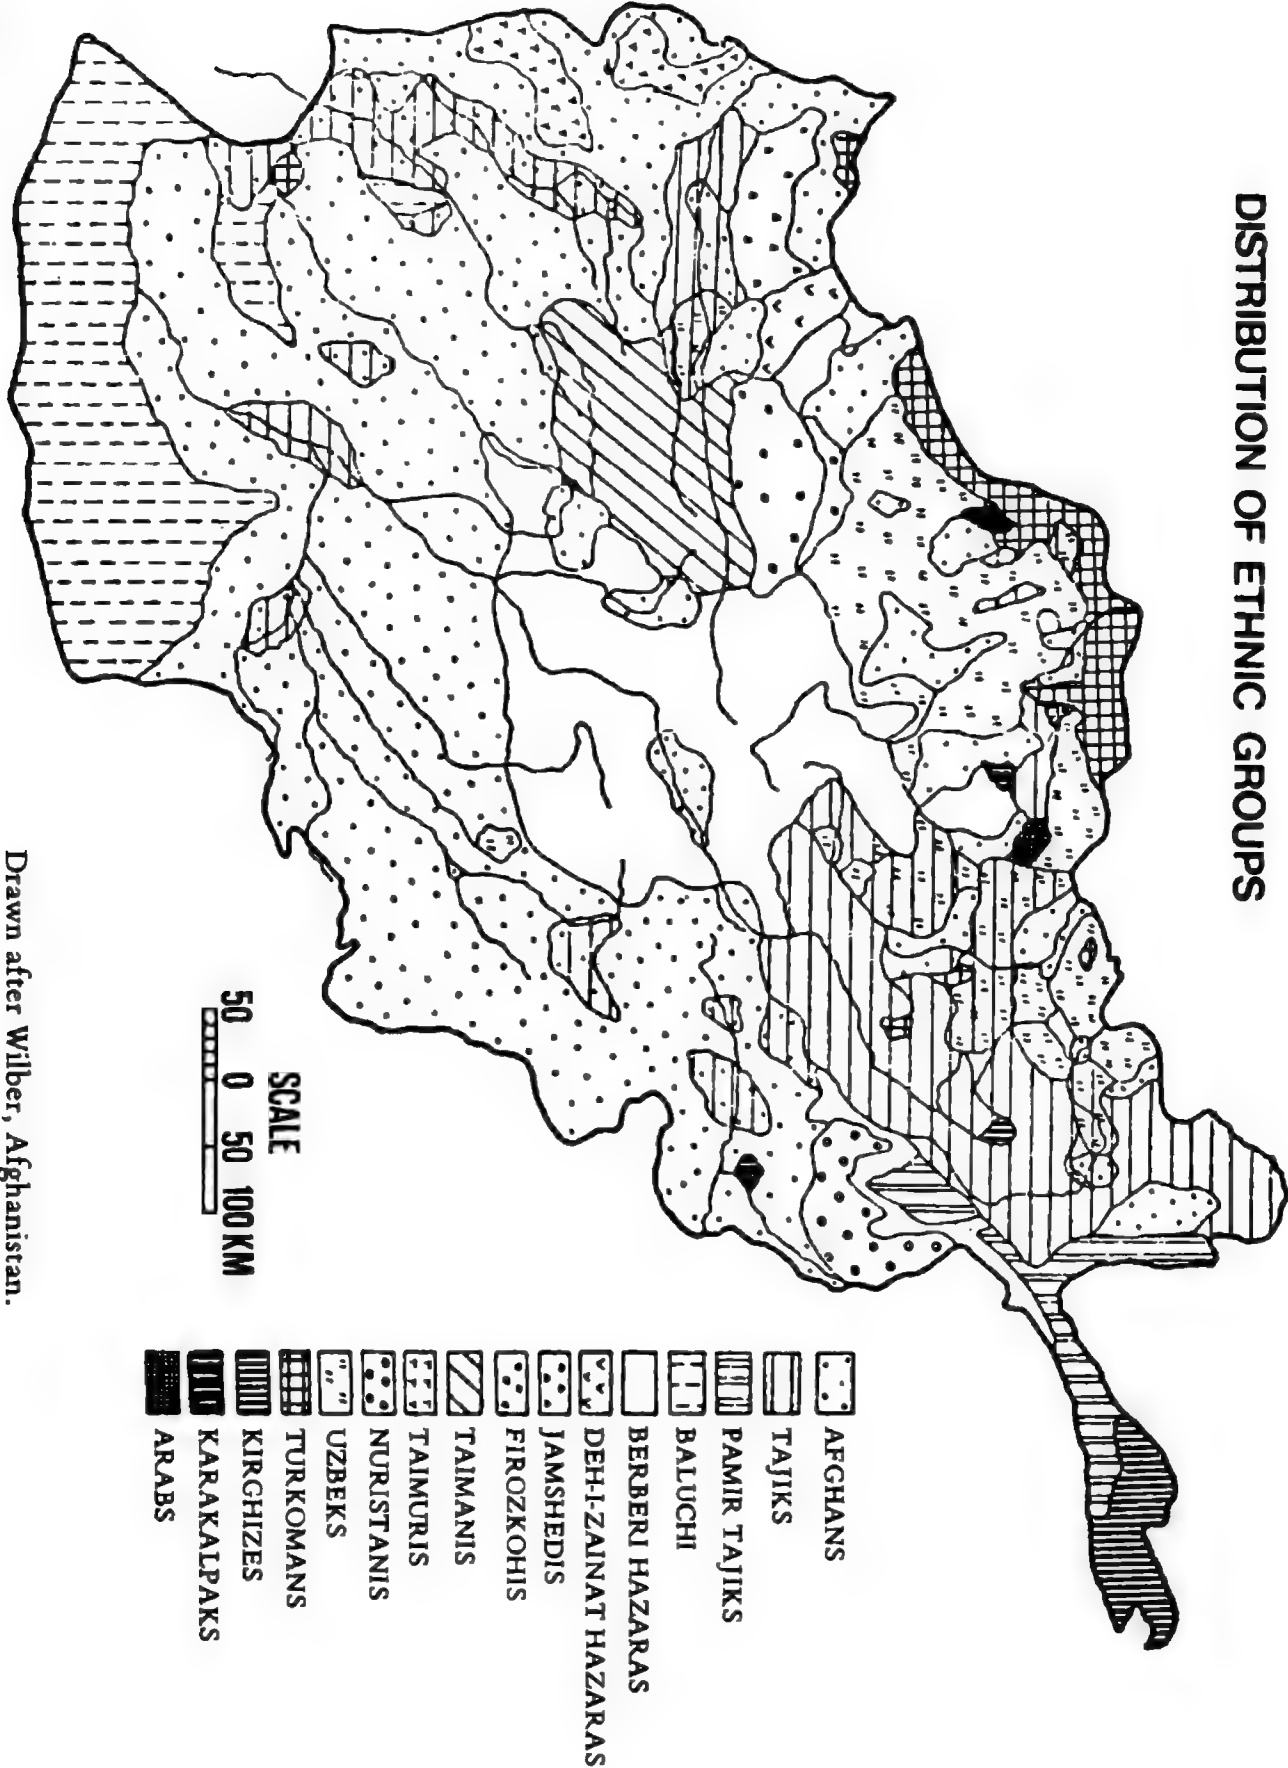 DISTRIBUTION OF ETHNIC GROUPS
AFGHANS
TAJIKS
PAMIR TAJIKS
BALUCHI
BERBERI HAZARAS
DEH-I-ZAINAT HAZARAS
JAMSHEDIS
FIROZKOHIS
TAIMANIS
TAIMURIS
NURISTANIS
UZBEKS
TURKOMANS
KIRGHIZES
KARAKALPAKS
ARABS
SCALE
50 0 50 100 KM
Drawn after Wilber, Afghanistan.